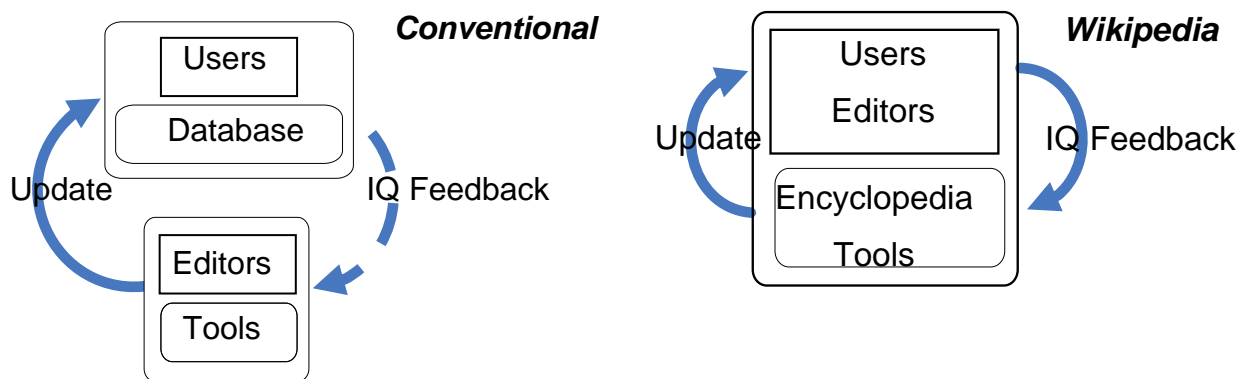 Conventional
Users
Database
Update
IQ Feedback
Editors
Tools
Wikipedia
Users
Editors
Update
IQ Feedback
Encyclopedia
Tools